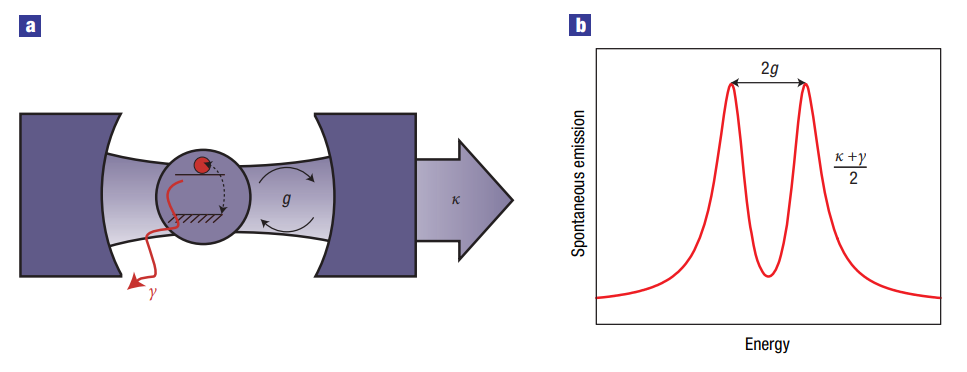 a
g
κ
γ
b
2g
κ + γ
2
Spontaneous emission
Energy